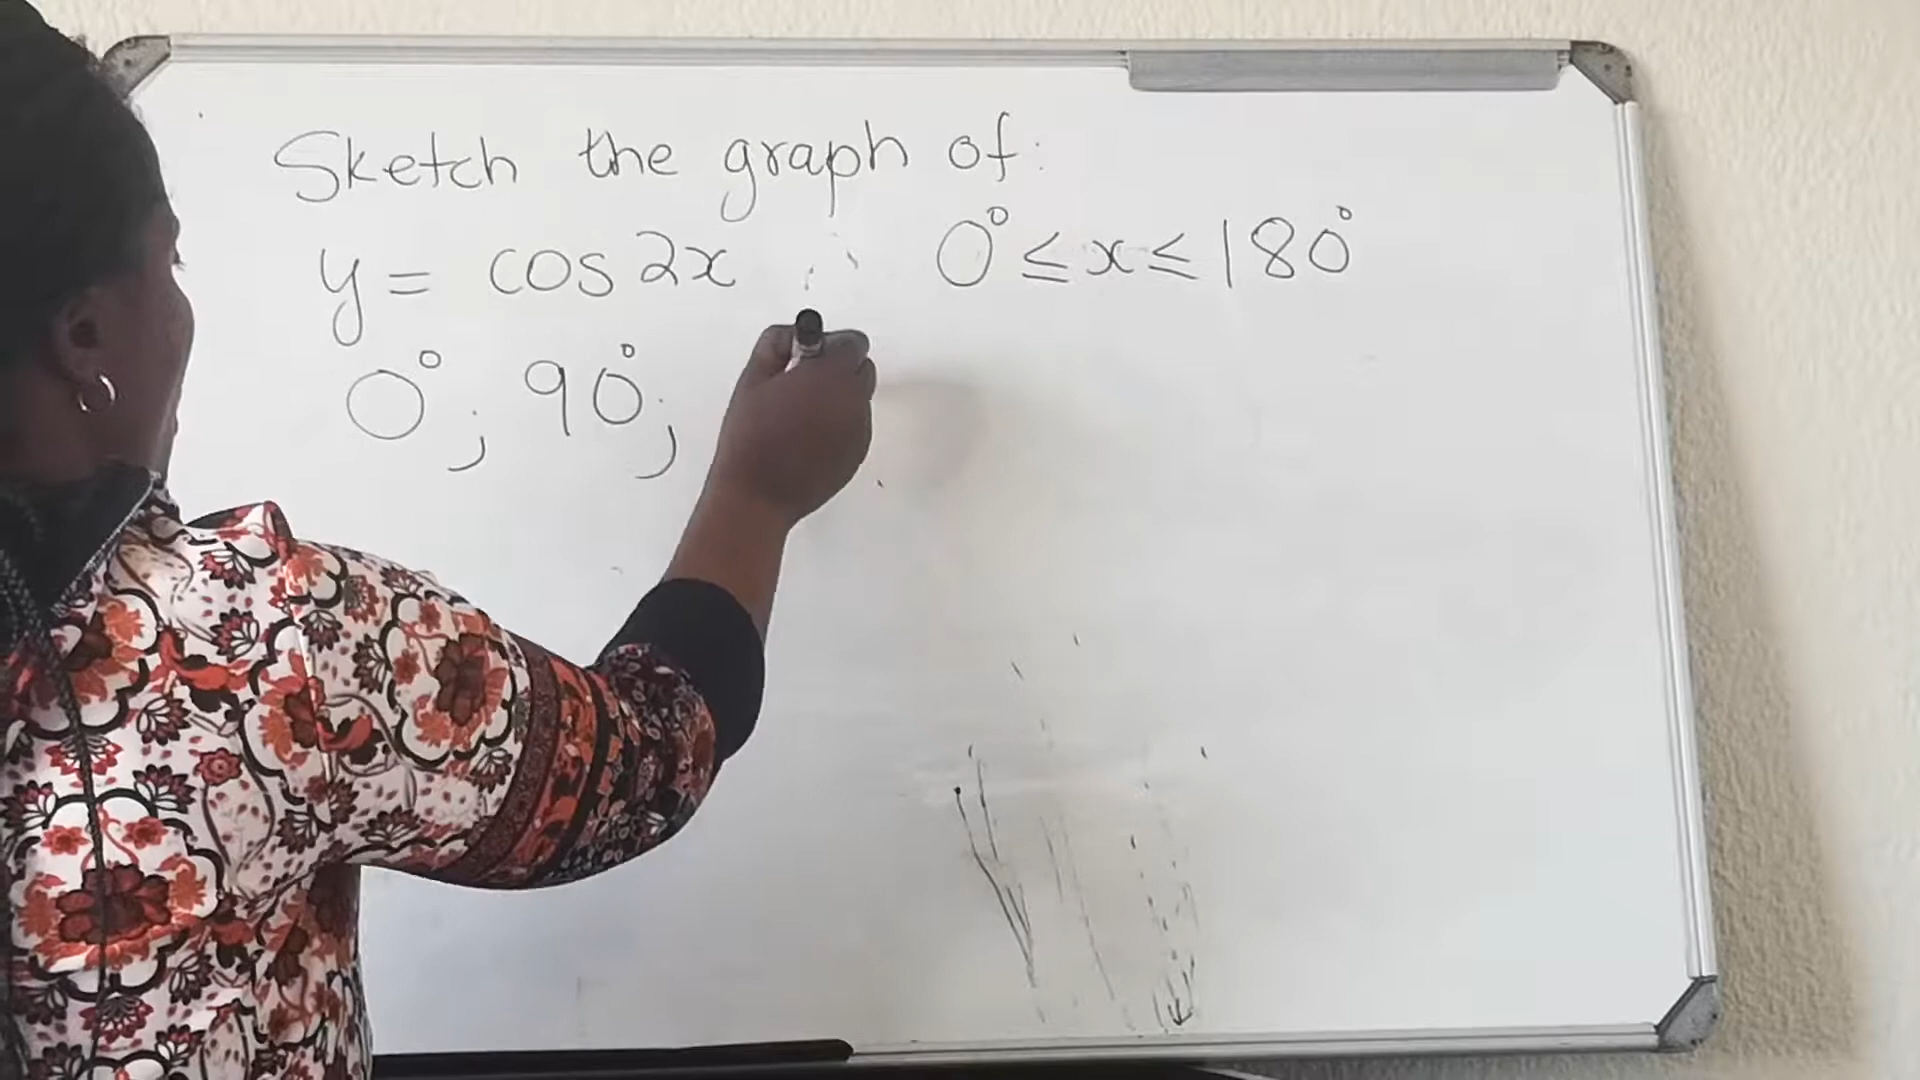 Sketch the graph of:
y = cos 2x 0° ≤ x ≤ 180°
0° ; 90° ;